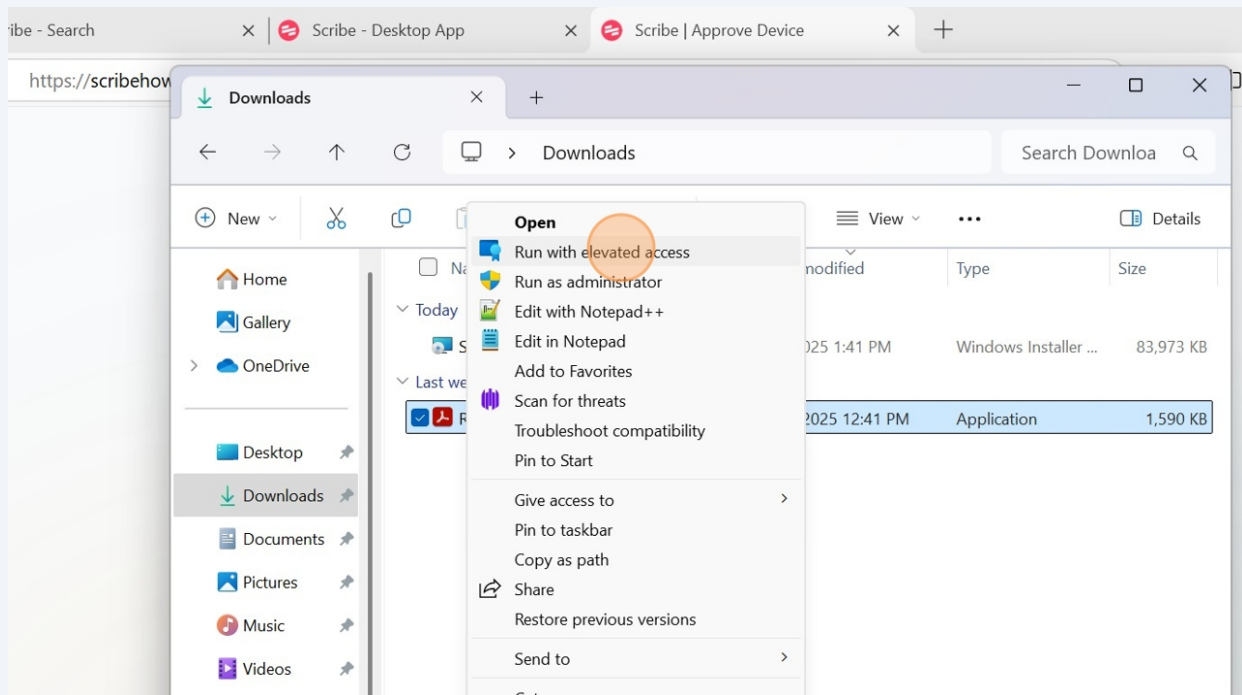 ribe - Search
Scribe - Desktop App
Scribe | Approve Device
https://scribehow
Downloads
Downloads
Search Downloa
New
View
Details
Home
Gallery
OneDrive
Desktop
Downloads
Documents
Pictures
Music
Videos
Na
modified
Type
Size
Today
S
025 1:41 PM
Windows Installer ...
83,973 KB
Last we
R
2025 12:41 PM
Application
1,590 KB
Open
Run with elevated access
Run as administrator
Edit with Notepad++
Edit in Notepad
Add to Favorites
Scan for threats
Troubleshoot compatibility
Pin to Start
Give access to
Pin to taskbar
Copy as path
Share
Restore previous versions
Send to